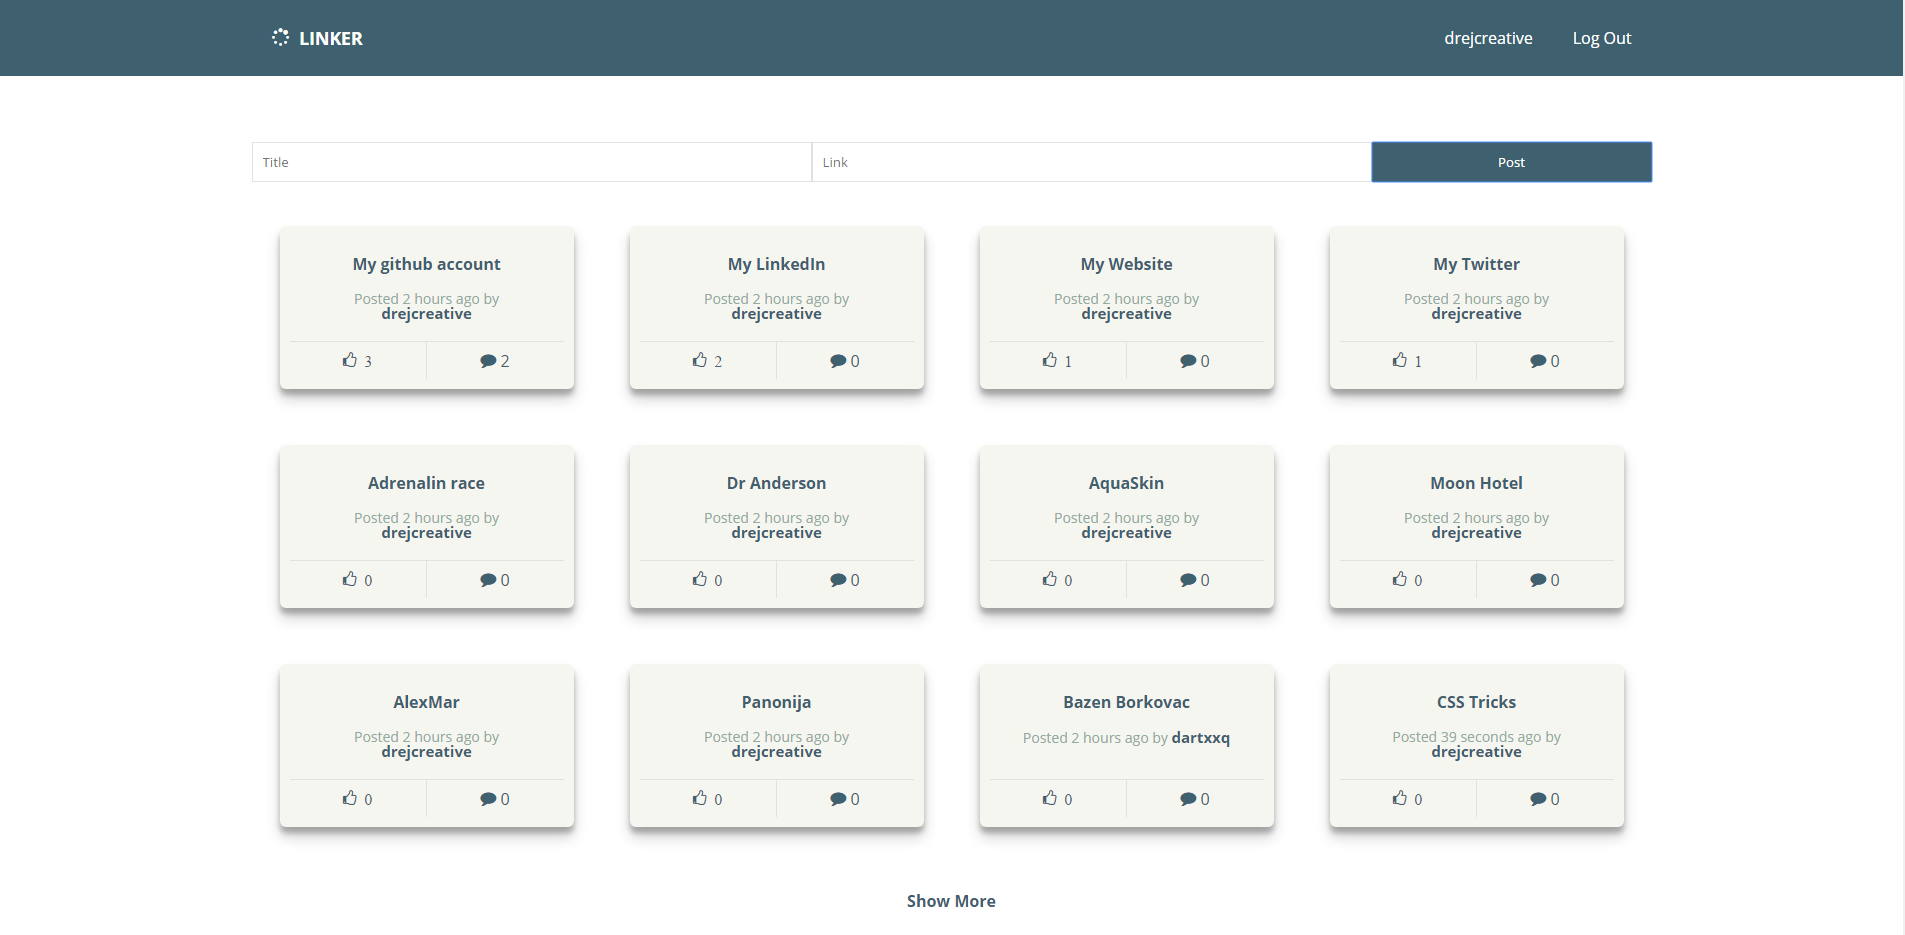 LINKER
drejcreative
Log Out
Title
Link
Post
My github account
Posted 2 hours ago by
drejcreative
3
2
My LinkedIn
Posted 2 hours ago by
drejcreative
2
0
My Website
Posted 2 hours ago by
drejcreative
1
0
My Twitter
Posted 2 hours ago by
drejcreative
1
0
Adrenalin race
Posted 2 hours ago by
drejcreative
0
0
Dr Anderson
Posted 2 hours ago by
drejcreative
0
0
AquaSkin
Posted 2 hours ago by
drejcreative
0
0
Moon Hotel
Posted 2 hours ago by
drejcreative
0
0
AlexMar
Posted 2 hours ago by
drejcreative
0
0
Panonija
Posted 2 hours ago by
drejcreative
0
0
Bazen Borkovac
Posted 2 hours ago by dartxxq
0
0
CSS Tricks
Posted 39 seconds ago by
drejcreative
0
0
Show More